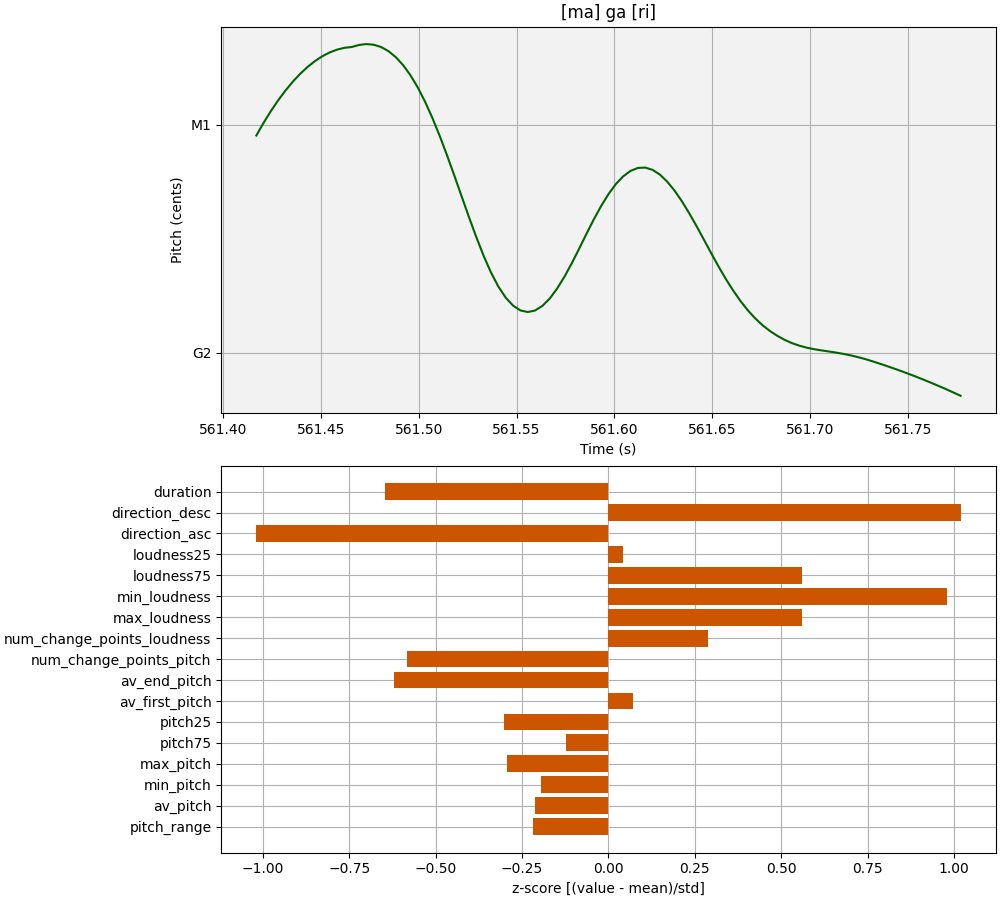 [ma] ga [ri]
Pitch (cents)
M1
G2
561.40 561.45 561.50 561.55 561.60 561.65 561.70 561.75
Time (s)
duration
direction_desc
direction_asc
loudness25
loudness75
min_loudness
max_loudness
num_change_points_loudness
num_change_points_pitch
av_end_pitch
av_first_pitch
pitch25
pitch75
max_pitch
min_pitch
av_pitch
pitch_range
−1.00 −0.75 −0.50 −0.25 0.00 0.25 0.50 0.75 1.00
z-score [(value - mean)/std]